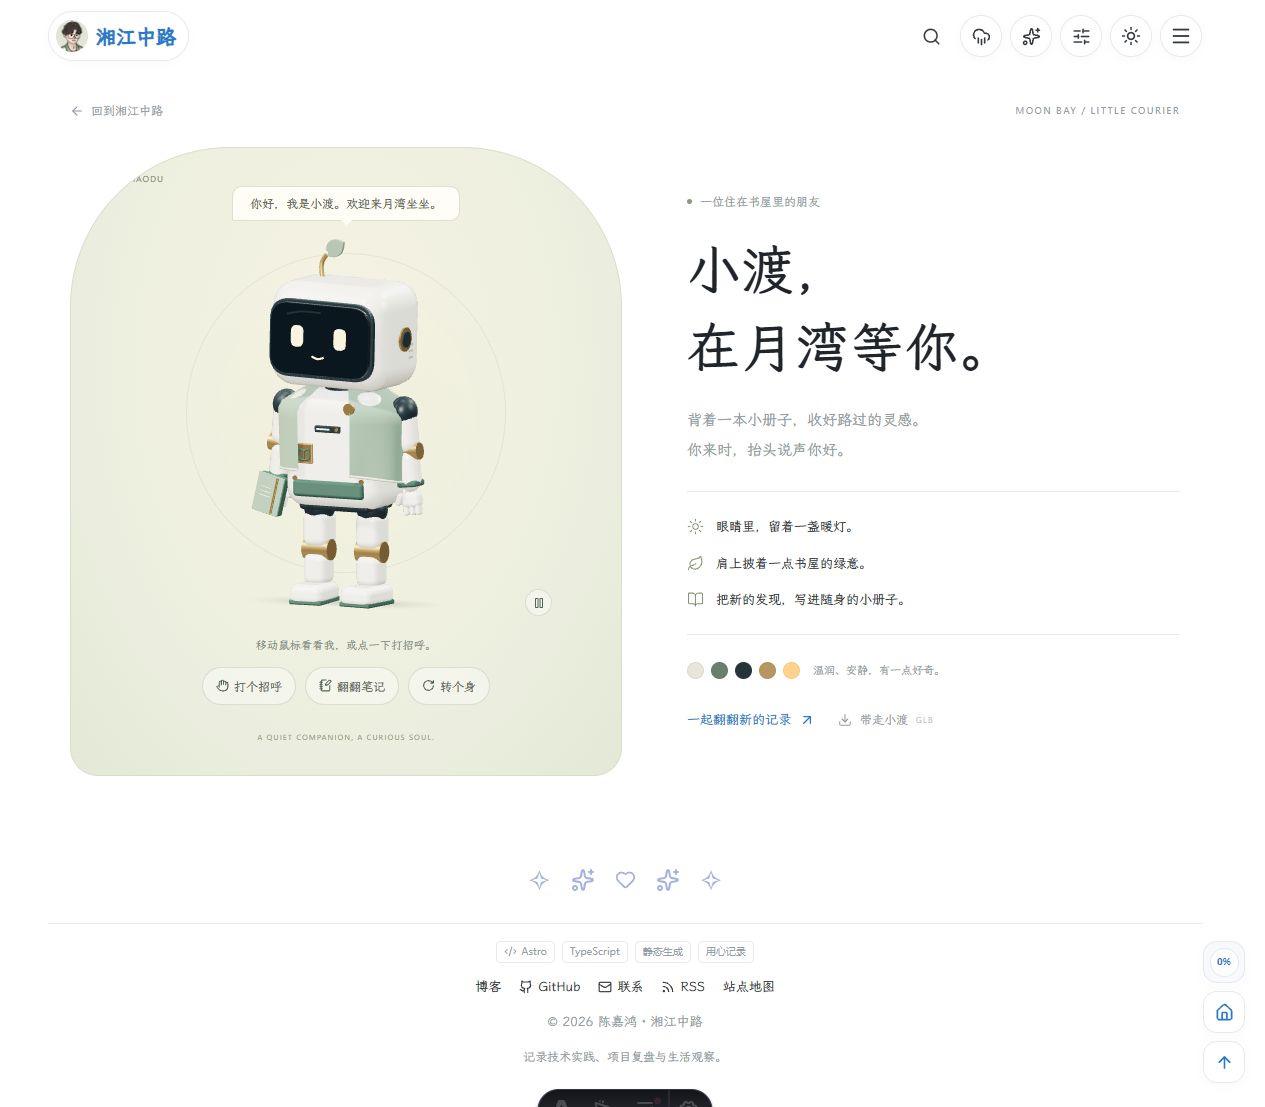 湘江中路
回到湘江中路
MOON BAY / LITTLE COURIER
AODU
你好，我是小渡。欢迎来月湾坐坐。
移动鼠标看看我，或点一下打招呼。
打个招呼
翻翻笔记
转个身
A QUIET COMPANION, A CURIOUS SOUL.
一位住在书屋里的朋友
小渡，
在月湾等你。
背着一本小册子，收好路过的灵感。
你来时，抬头说声你好。
眼睛里，留着一盏暖灯。
肩上披着一点书屋的绿意。
把新的发现，写进随身的小册子。
温润、安静，有一点好奇。
一起翻翻新的记录
带走小渡 GLB
Astro
TypeScript
静态生成
用心记录
博客
GitHub
联系
RSS
站点地图
© 2026 陈嘉鸿・湘江中路
记录技术实践、项目复盘与生活观察。
0%